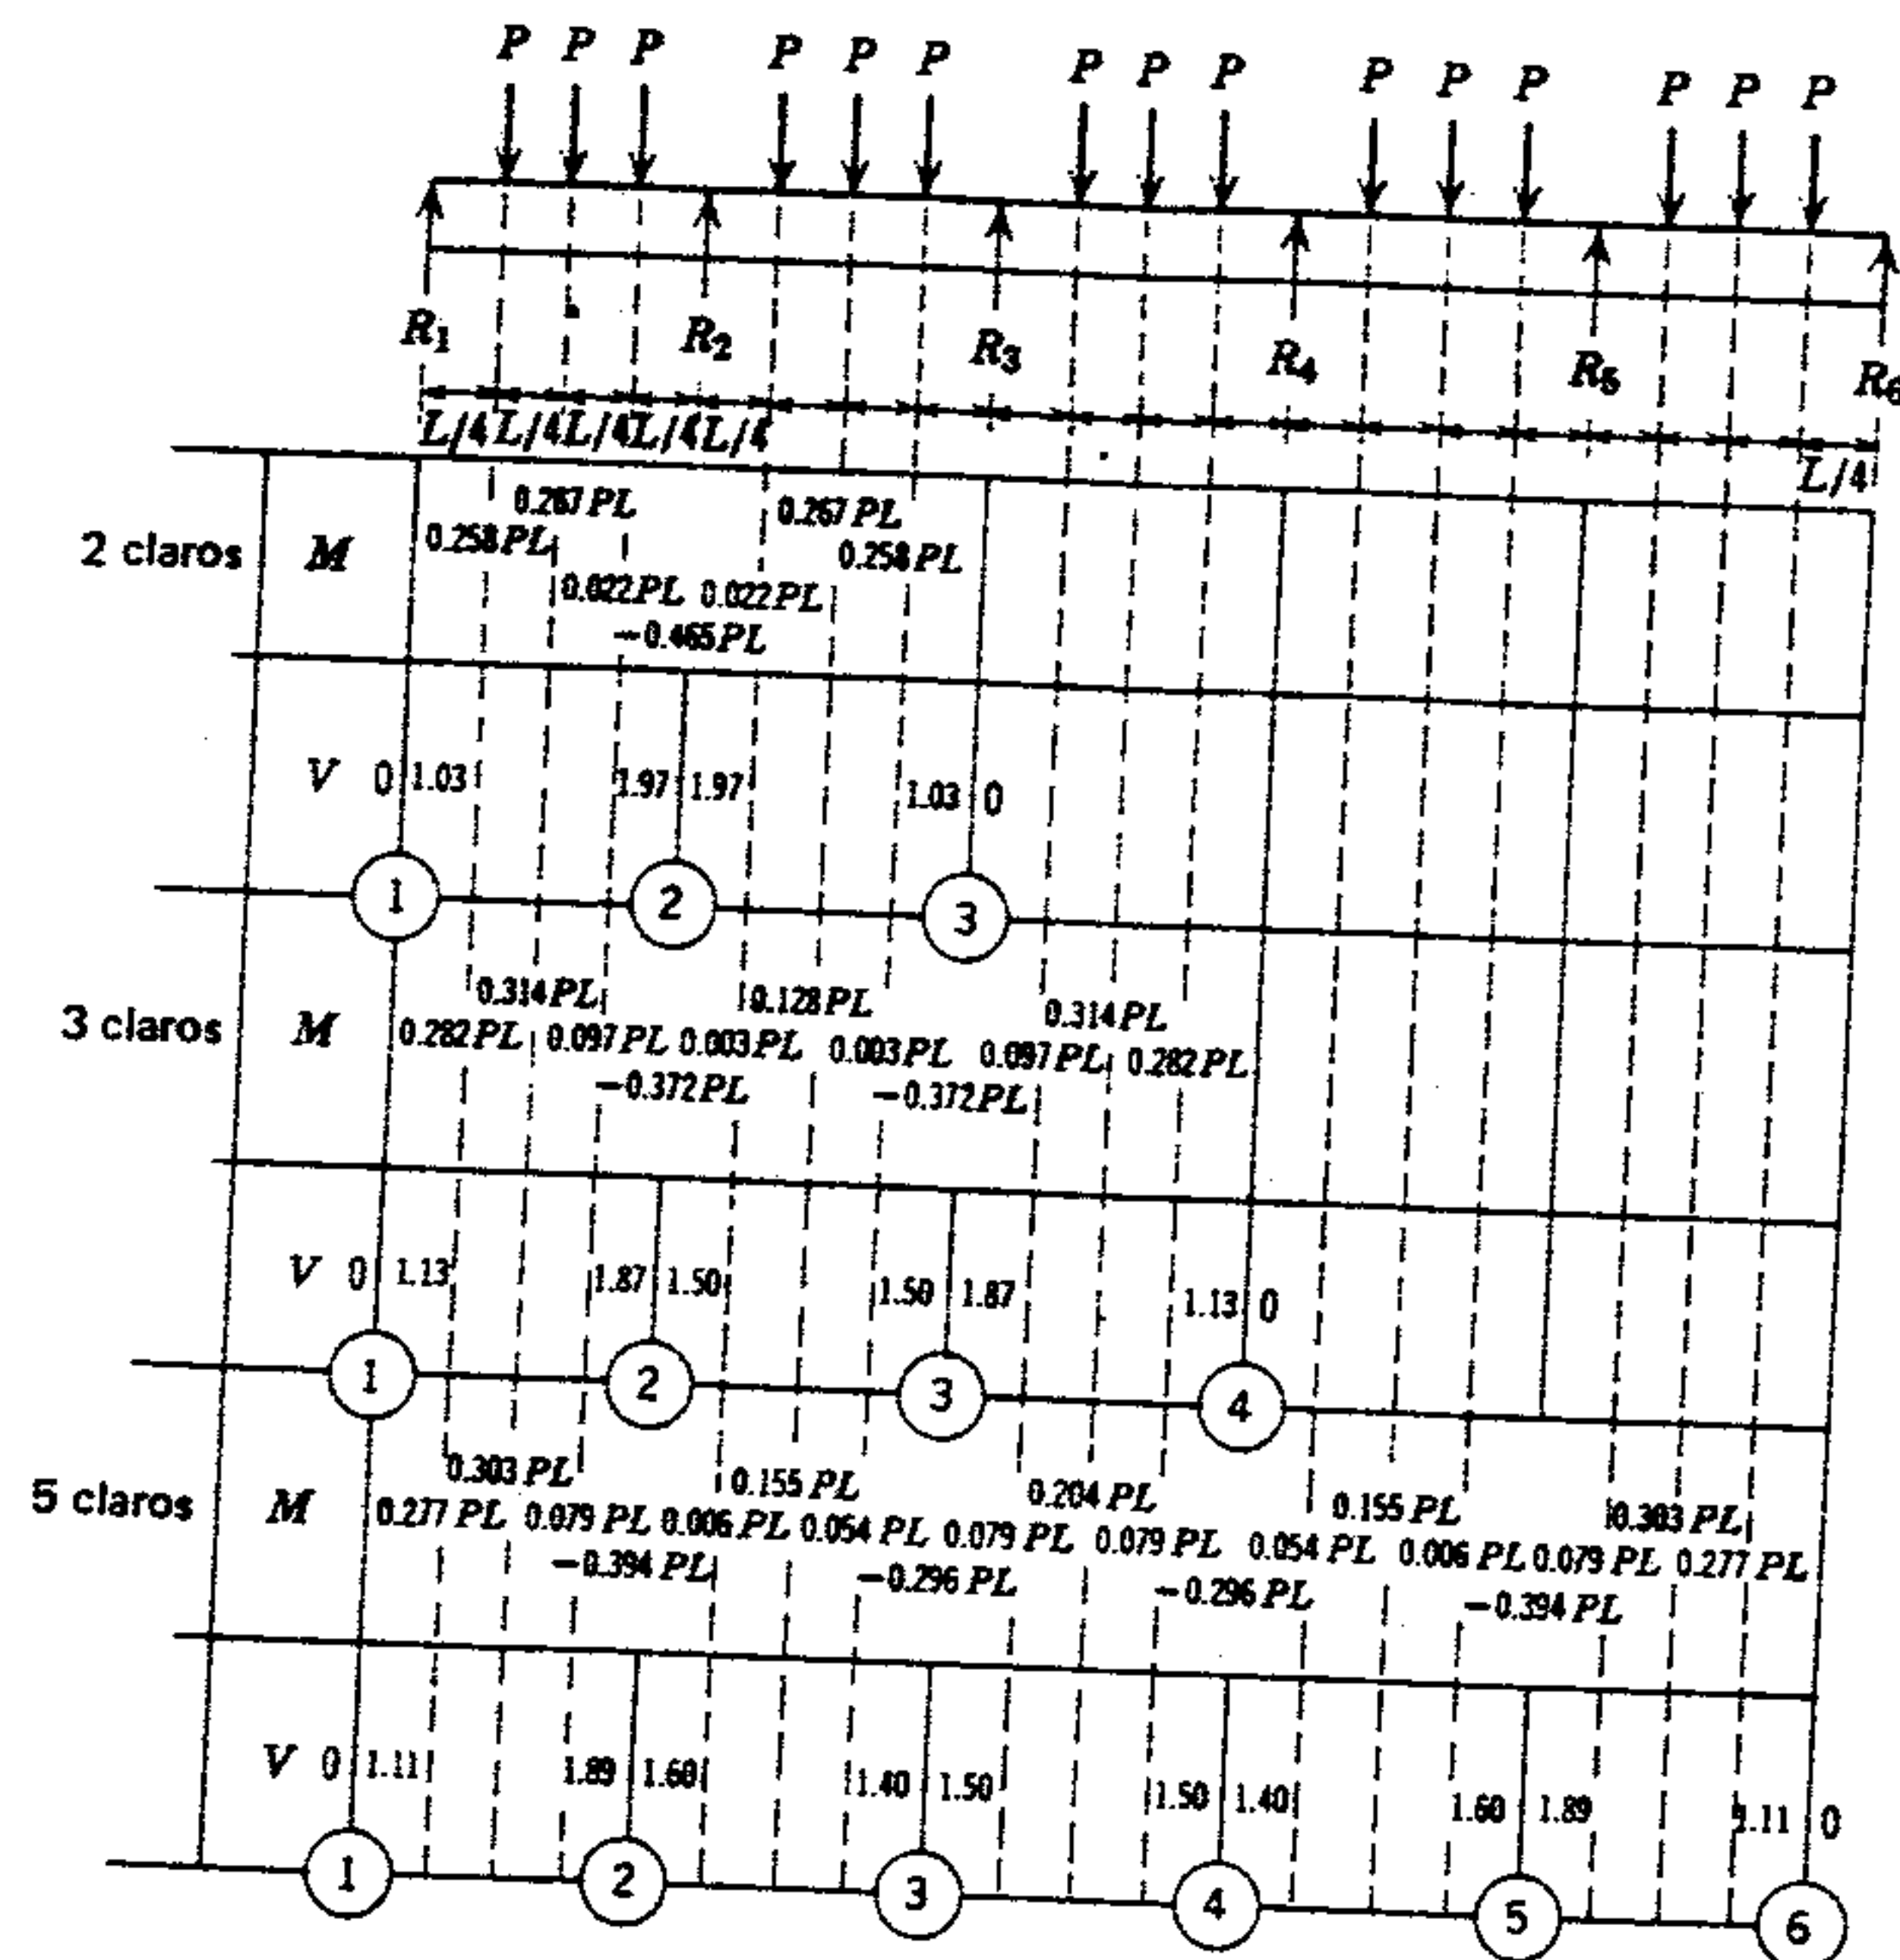 P P P P P P P P P P P P P P P
R1 R2 R3 R4 R5 R6
L/4 L/4 L/4 L/4 L/4 L/4
2 claros M
0.267 PL 0.267 PL
0.258 PL 0.258 PL
0.022 PL 0.022 PL
−0.465 PL
V 0 1.03 1.97 1.97 1.03 0
1 2 3
3 claros M
0.314 PL 0.128 PL 0.314 PL
0.282 PL 0.097 PL 0.003 PL 0.003 PL 0.097 PL 0.282 PL
−0.372 PL −0.372 PL
V 0 1.13 1.87 1.50 1.50 1.87 1.13 0
1 2 3 4
5 claros M
0.303 PL 0.155 PL 0.204 PL 0.155 PL 0.303 PL
0.277 PL 0.079 PL 0.006 PL 0.054 PL 0.079 PL 0.079 PL 0.054 PL 0.006 PL 0.079 PL 0.277 PL
−0.394 PL −0.296 PL −0.296 PL −0.394 PL
V 0 1.11 1.89 1.60 1.40 1.50 1.50 1.40 1.60 1.89 1.11 0
1 2 3 4 5 6